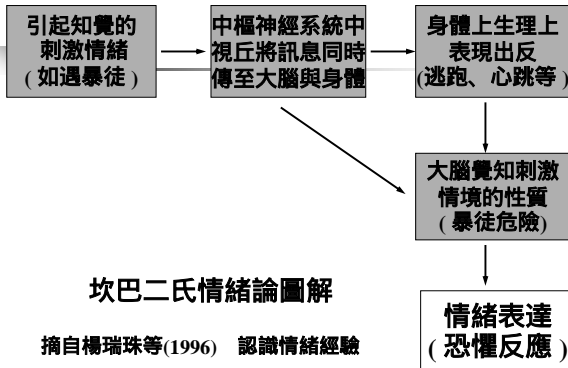 引起知覺的
刺激情緒
( 如遇暴徒 )
中樞神經系統中
視丘將訊息同時
傳至大腦與身體
身體上生理上
表現出反
(逃跑、心跳等 )
大腦覺知刺激
情境的性質
( 暴徒危險)
情緒表達
( 恐懼反應 )
坎巴二氏情緒論圖解
摘自楊瑞珠等(1996) 認識情緒經驗